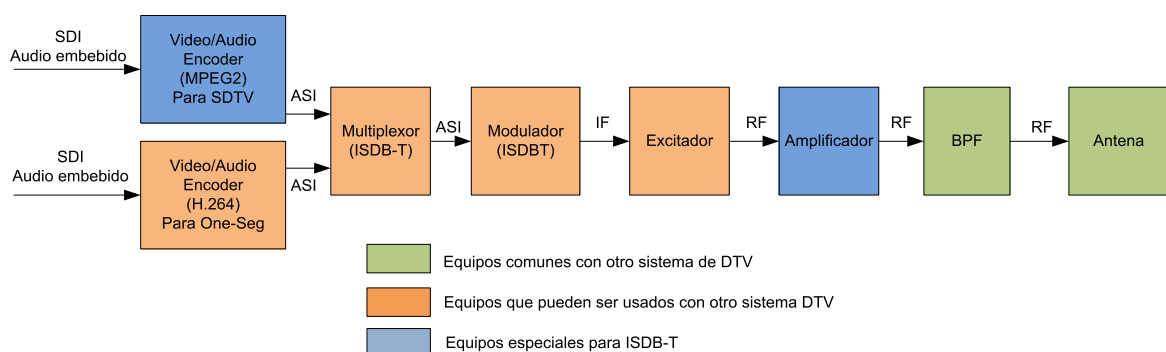 SDI
Audio embebido
Video/Audio
Encoder
(MPEG2)
Para SDTV
ASI
SDI
Audio embebido
Video/Audio
Encoder
(H.264)
Para One-Seg
ASI
Multiplexor
(ISDB-T)
ASI
Modulador
(ISDBT)
IF
Excitador
RF
Amplificador
RF
BPF
RF
Antena
Equipos comunes con otro sistema de DTV
Equipos que pueden ser usados con otro sistema DTV
Equipos especiales para ISDB-T